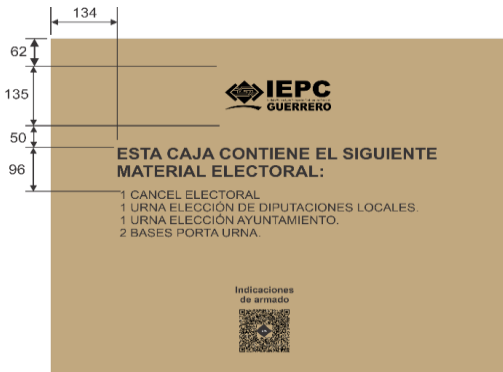 134
62
135
50
96
IEPC
GUERRERO
ESTA CAJA CONTIENE EL SIGUIENTE
MATERIAL ELECTORAL:
1 CANCEL ELECTORAL
1 URNA ELECCIÓN DE DIPUTACIONES LOCALES.
1 URNA ELECCIÓN AYUNTAMIENTO.
2 BASES PORTA URNA.
Indicaciones
de armado